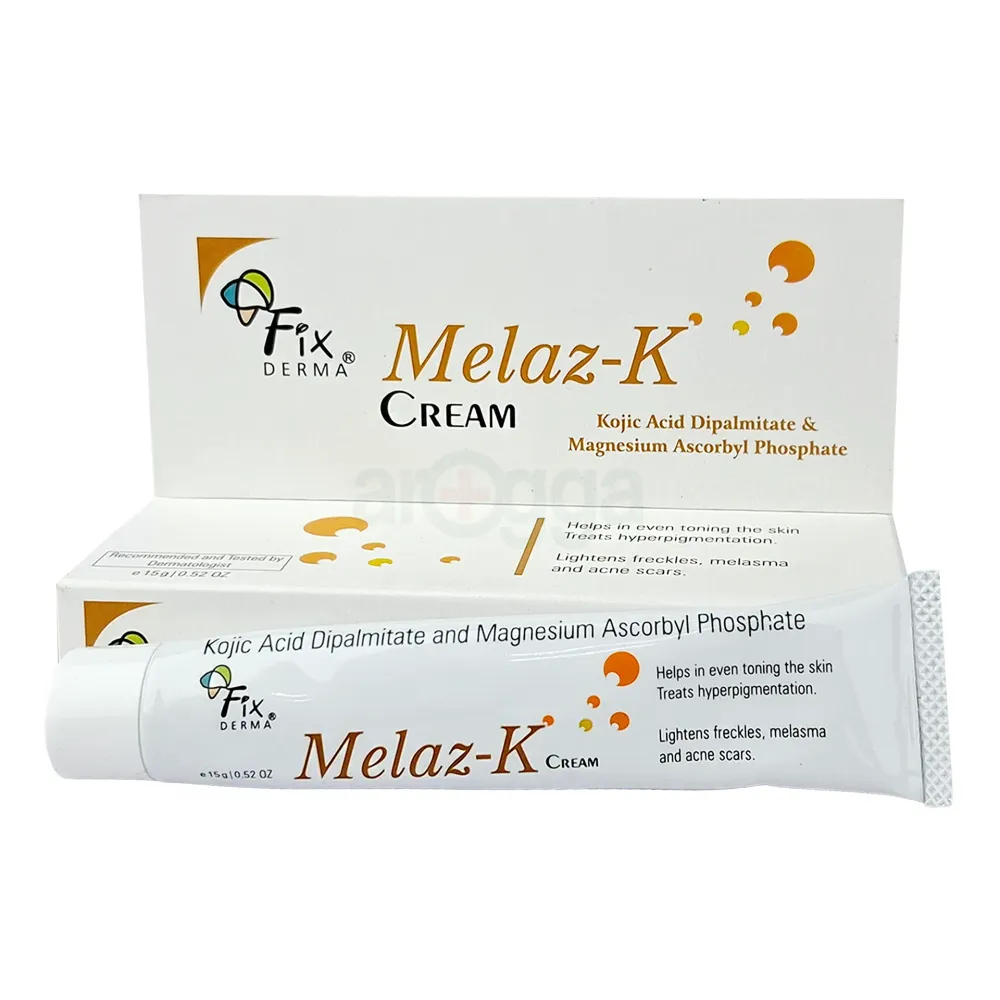 Fix
DERMA®
Melaz-K
CREAM
Kojic Acid Dipalmitate &
Magnesium Ascorbyl Phosphate
arogga
Recommended and Tested by
Dermatologist
e 15g | 0.52 OZ
Helps in even toning the skin
Treats hyperpigmentation.
Lightens freckles, melasma
and acne scars.
Kojic Acid Dipalmitate and Magnesium Ascorbyl Phosphate
Fix
DERMA®
e 15g | 0.52 OZ
Melaz-K CREAM
Helps in even toning the skin
Treats hyperpigmentation.
Lightens freckles, melasma
and acne scars.